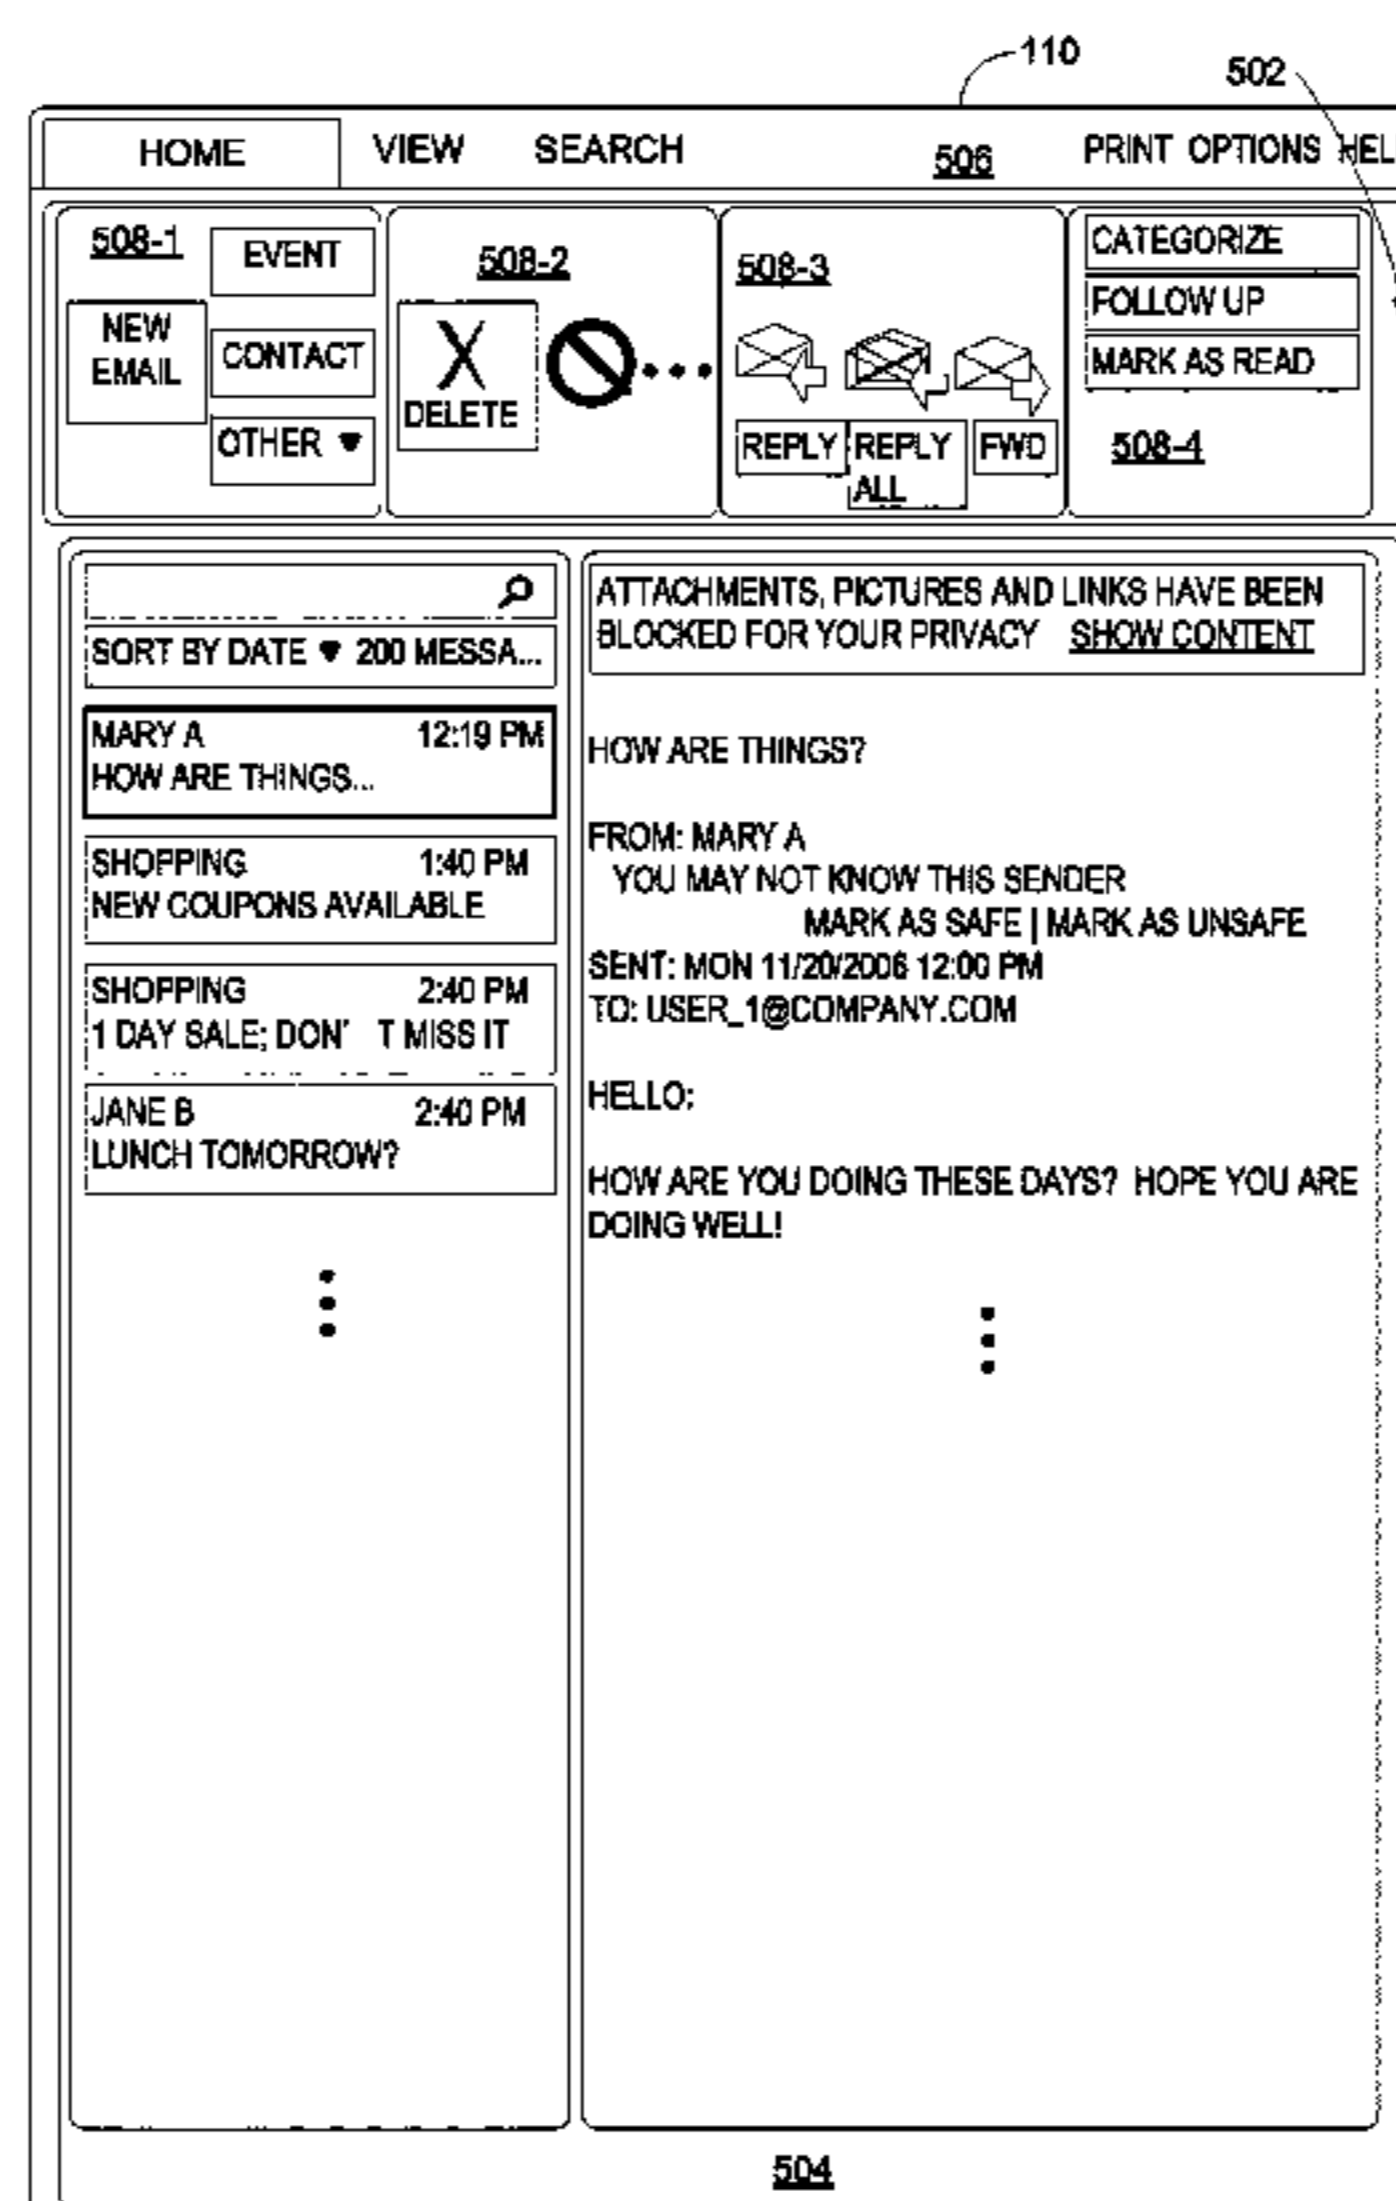 110
502
HOME VIEW SEARCH 506 PRINT OPTIONS HEL
508-1 EVENT
NEW EMAIL
CONTACT
OTHER ▼
508-2
X
DELETE
508-3
REPLY REPLY ALL FWD
CATEGORIZE
FOLLOW UP
MARK AS READ
508-4
SORT BY DATE ▼ 200 MESSA...
MARY A 12:19 PM
HOW ARE THINGS...
SHOPPING 1:40 PM
NEW COUPONS AVAILABLE
SHOPPING 2:40 PM
1 DAY SALE; DON' T MISS IT
JANE B 2:40 PM
LUNCH TOMORROW?
ATTACHMENTS, PICTURES AND LINKS HAVE BEEN
BLOCKED FOR YOUR PRIVACY SHOW CONTENT
HOW ARE THINGS?
FROM: MARY A
YOU MAY NOT KNOW THIS SENDER
MARK AS SAFE | MARK AS UNSAFE
SENT: MON 11/20/2006 12:00 PM
TO: USER_1@COMPANY.COM
HELLO:
HOW ARE YOU DOING THESE DAYS? HOPE YOU ARE
DOING WELL!
504